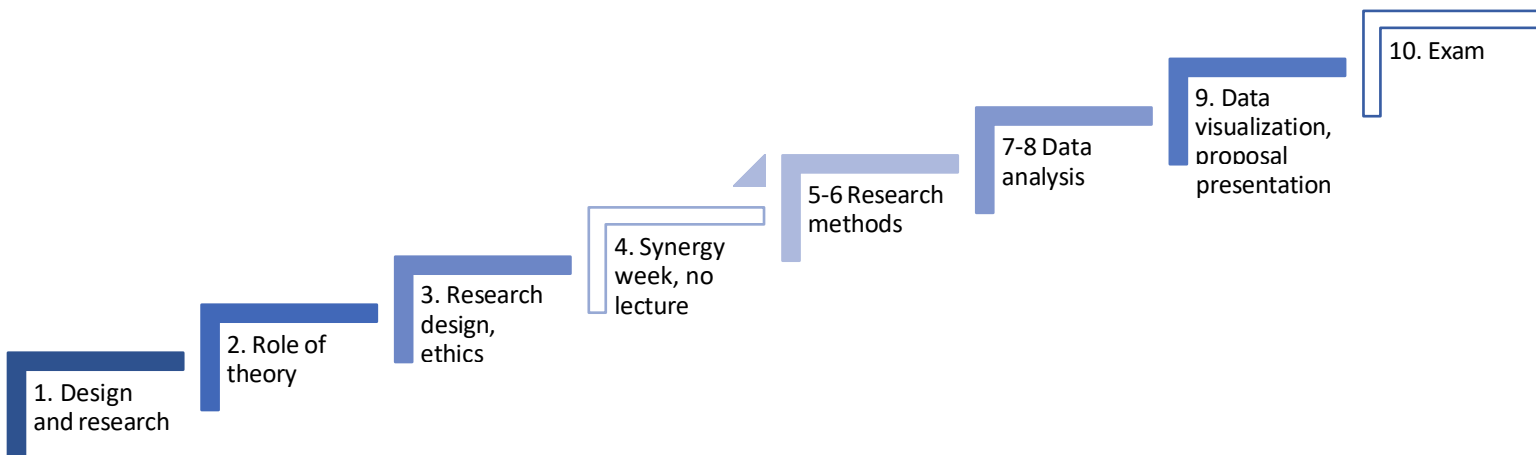 1. Design
and research
2. Role of
theory
3. Research
design,
ethics
4. Synergy
week, no
lecture
5-6 Research
methods
7-8 Data
analysis
9. Data
visualization,
proposal
presentation
10. Exam